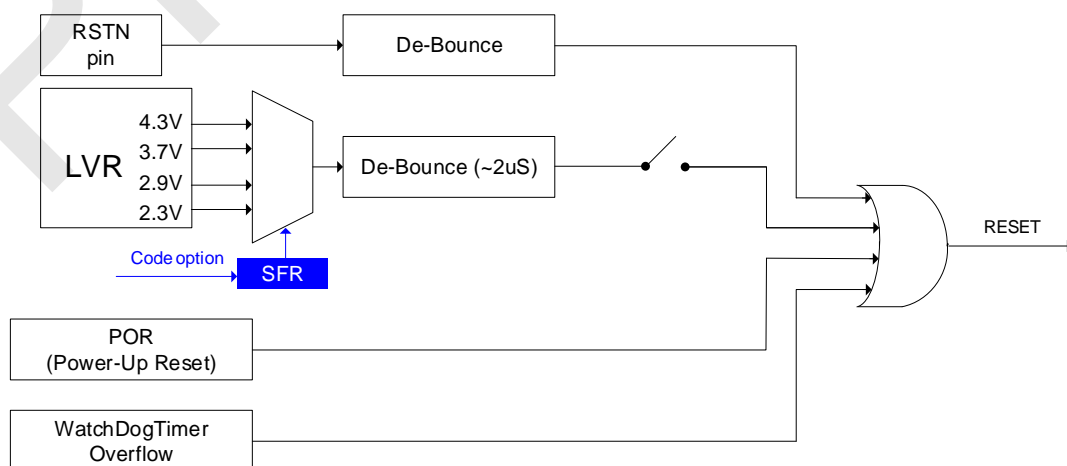 RSTN
pin
De-Bounce
LVR
4.3V
3.7V
2.9V
2.3V
De-Bounce (~2uS)
Code option
SFR
RESET
POR
(Power-Up Reset)
WatchDogTimer
Overflow